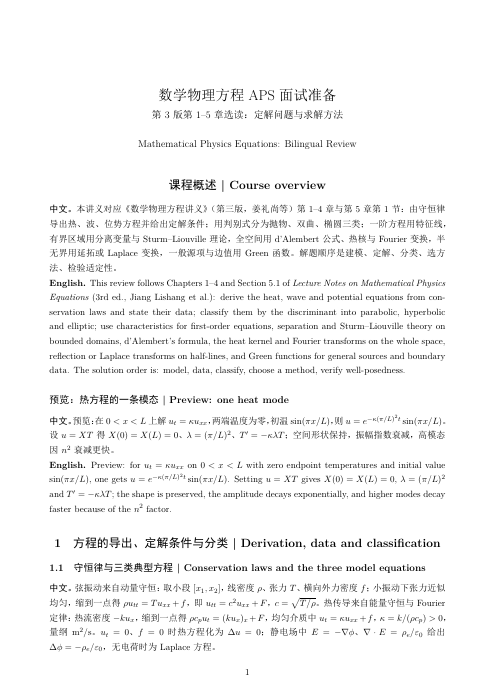 数学物理方程 APS 面试准备
第 3 版第 1–5 章选读：定解问题与求解方法
Mathematical Physics Equations: Bilingual Review
课程概述 | Course overview
中文。本讲义对应《数学物理方程讲义》（第三版，姜礼尚等）第 1–4 章与第 5 章第 1 节：由守恒律
导出热、波、位势方程并给出定解条件；用判别式分为抛物、双曲、椭圆三类；一阶方程用特征线，
有界区域用分离变量与 Sturm–Liouville 理论，全空间用 d'Alembert 公式、热核与 Fourier 变换，半
无界用延拓或 Laplace 变换，一般源项与边值用 Green 函数。解题顺序是建模、定解、分类、选方
法、检验适定性。
English. This review follows Chapters 1–4 and Section 5.1 of Lecture Notes on Mathematical Physics
Equations (3rd ed., Jiang Lishang et al.): derive the heat, wave and potential equations from con-
servation laws and state their data; classify them by the discriminant into parabolic, hyperbolic
and elliptic; use characteristics for first-order equations, separation and Sturm–Liouville theory on
bounded domains, d'Alembert's formula, the heat kernel and Fourier transforms on the whole space,
reflection or Laplace transforms on half-lines, and Green functions for general sources and boundary
data. The solution order is: model, data, classify, choose a method, verify well-posedness.
预览：热方程的一条模态 | Preview: one heat mode
中文。预览：在 0 < x < L 上解 uₜ = κuₓₓ，两端温度为零，初温 sin(πx/L)，则 u = e^{−κ(π/L)²t} sin(πx/L)。
设 u = XT 得 X(0) = X(L) = 0、λ = (π/L)²、T′ = −κλT；空间形状保持，振幅指数衰减，高模态
因 n² 衰减更快。
English. Preview: for uₜ = κuₓₓ on 0 < x < L with zero endpoint temperatures and initial value
sin(πx/L), one gets u = e^{−κ(π/L)²t} sin(πx/L). Setting u = XT gives X(0) = X(L) = 0, λ = (π/L)²
and T′ = −κλT; the shape is preserved, the amplitude decays exponentially, and higher modes decay
faster because of the n² factor.
1 方程的导出、定解条件与分类 | Derivation, data and classification
1.1 守恒律与三类典型方程 | Conservation laws and the three model equations
中文。弦振动来自动量守恒：取小段 [x₁, x₂]，线密度 ρ、张力 T、横向外力密度 f；小振动下张力近似
均匀，缩到一点得 ρuₜₜ = Tuₓₓ + f，即 uₜₜ = c²uₓₓ + F，c = √(T/ρ)。热传导来自能量守恒与 Fourier
定律：热流密度 −kuₓ，缩到一点得 ρcₚuₜ = (kuₓ)ₓ + F，均匀介质中 uₜ = κuₓₓ + f，κ = k/(ρcₚ) > 0，
量纲 m²/s。uₜ = 0、f = 0 时热方程化为 Δu = 0；静电场中 E = −∇ϕ、∇ · E = ρₑ/ε₀ 给出
Δϕ = −ρₑ/ε₀，无电荷时为 Laplace 方程。
1